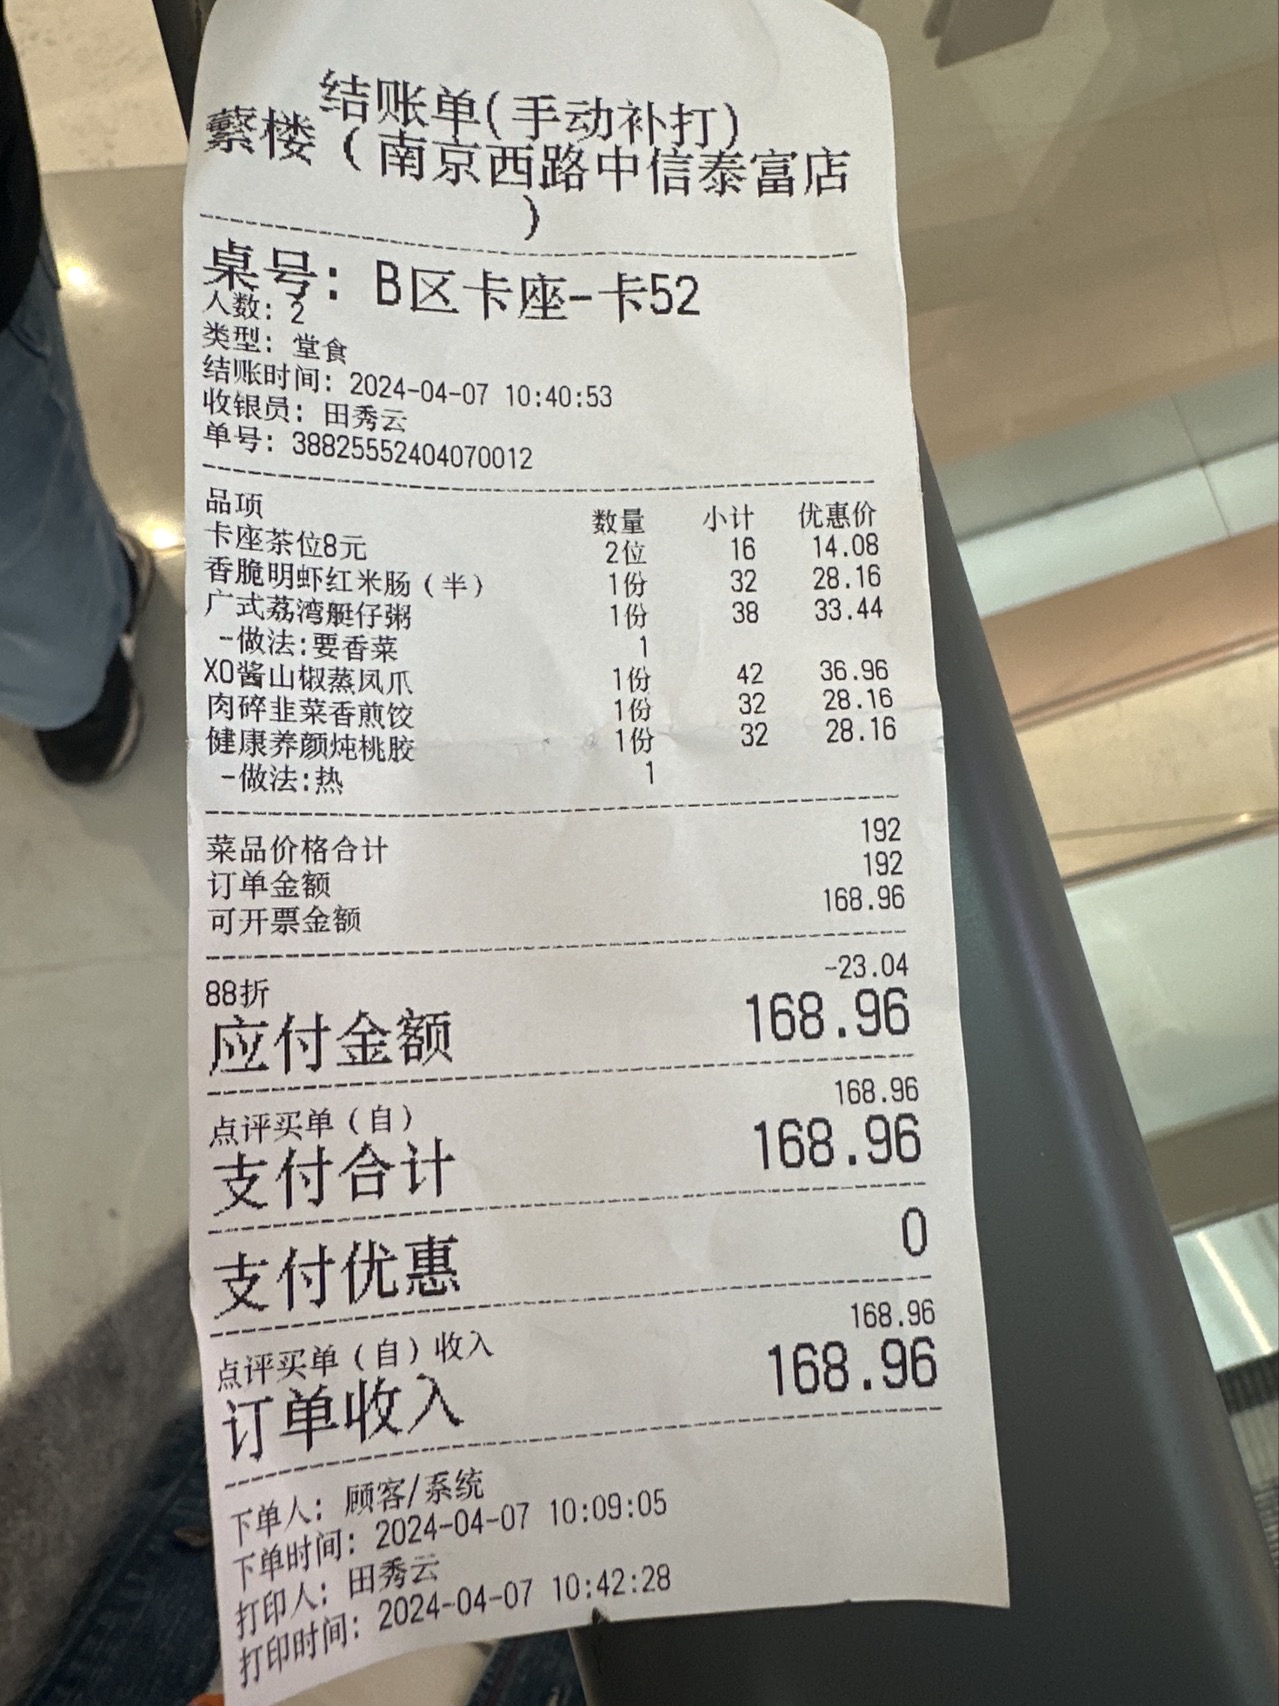 结账单(手动补打)
蘩楼（南京西路中信泰富店
）
桌号: B区卡座-卡52
人数: 2
类型: 堂食
结账时间: 2024-04-07 10:40:53
收银员: 田秀云
单号: 38825552404070012
品项 数量 小计 优惠价
卡座茶位8元 2位 16 14.08
香脆明虾红米肠（半） 1份 32 28.16
广式荔湾艇仔粥 1份 38 33.44
-做法:要香菜 1
XO酱山椒蒸凤爪 1份 42 36.96
肉碎韭菜香煎饺 1份 32 28.16
健康养颜炖桃胶 1份 32 28.16
-做法:热 1
菜品价格合计 192
订单金额 192
可开票金额 168.96
88折 -23.04
应付金额 168.96
点评买单（自） 168.96
支付合计 168.96
支付优惠 0
点评买单（自）收入 168.96
订单收入 168.96
下单人: 顾客/系统
下单时间: 2024-04-07 10:09:05
打印人: 田秀云
打印时间: 2024-04-07 10:42:28